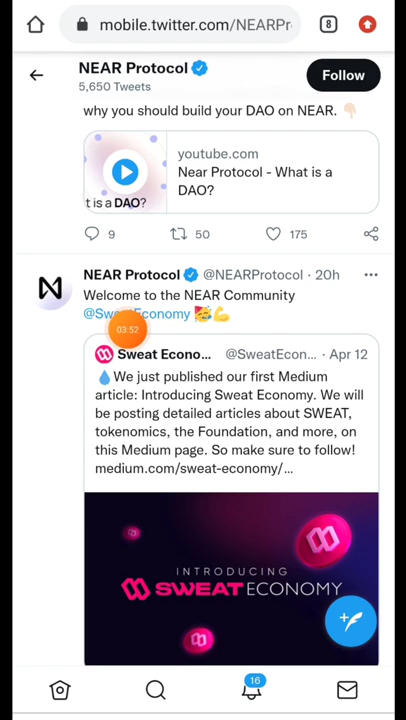 mobile.twitter.com/NEARPr
8
NEAR Protocol
5,650 Tweets
Follow
why you should build your DAO on NEAR. 👇🏻
t is a DAO?
youtube.com
Near Protocol - What is a
DAO?
9
50
175
NEAR Protocol @NEARProtocol · 20h
Welcome to the NEAR Community
@Sw Economy 🥳💪
03:52
Sweat Econo... @SweatEcon... · Apr 12
💧We just published our first Medium
article: Introducing Sweat Economy. We will
be posting detailed articles about SWEAT,
tokenomics, the Foundation, and more, on
this Medium page. So make sure to follow!
medium.com/sweat-economy/...
INTRODUCING
SWEATECONOMY
16